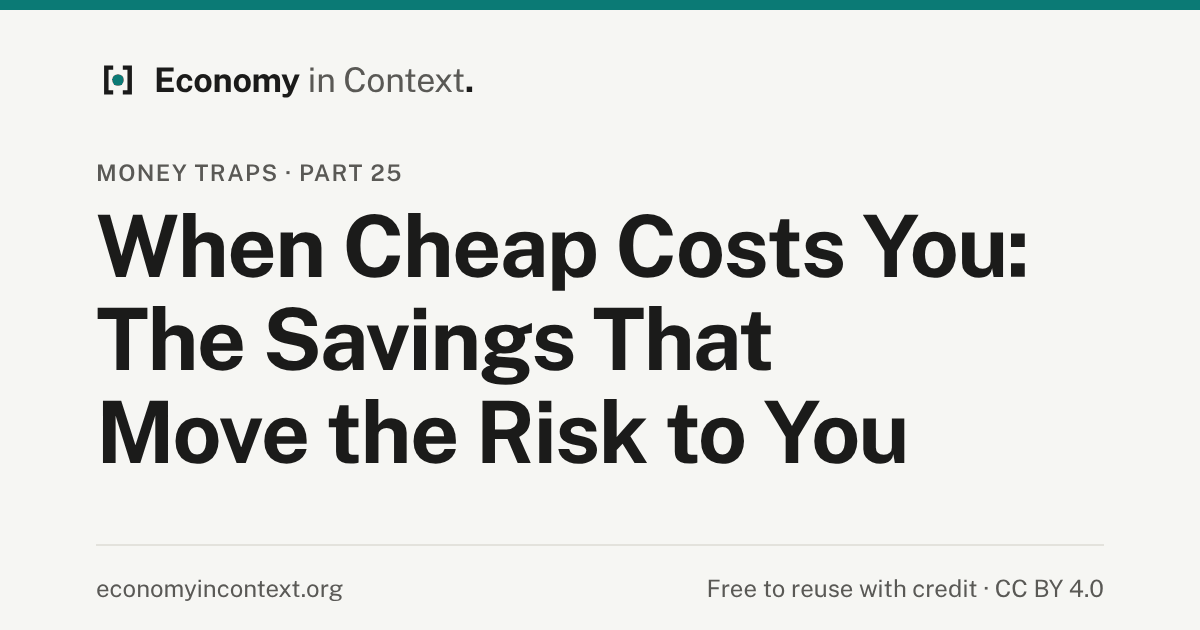 Economy in Context.
MONEY TRAPS · PART 25
When Cheap Costs You:
The Savings That
Move the Risk to You
economyincontext.org
Free to reuse with credit · CC BY 4.0